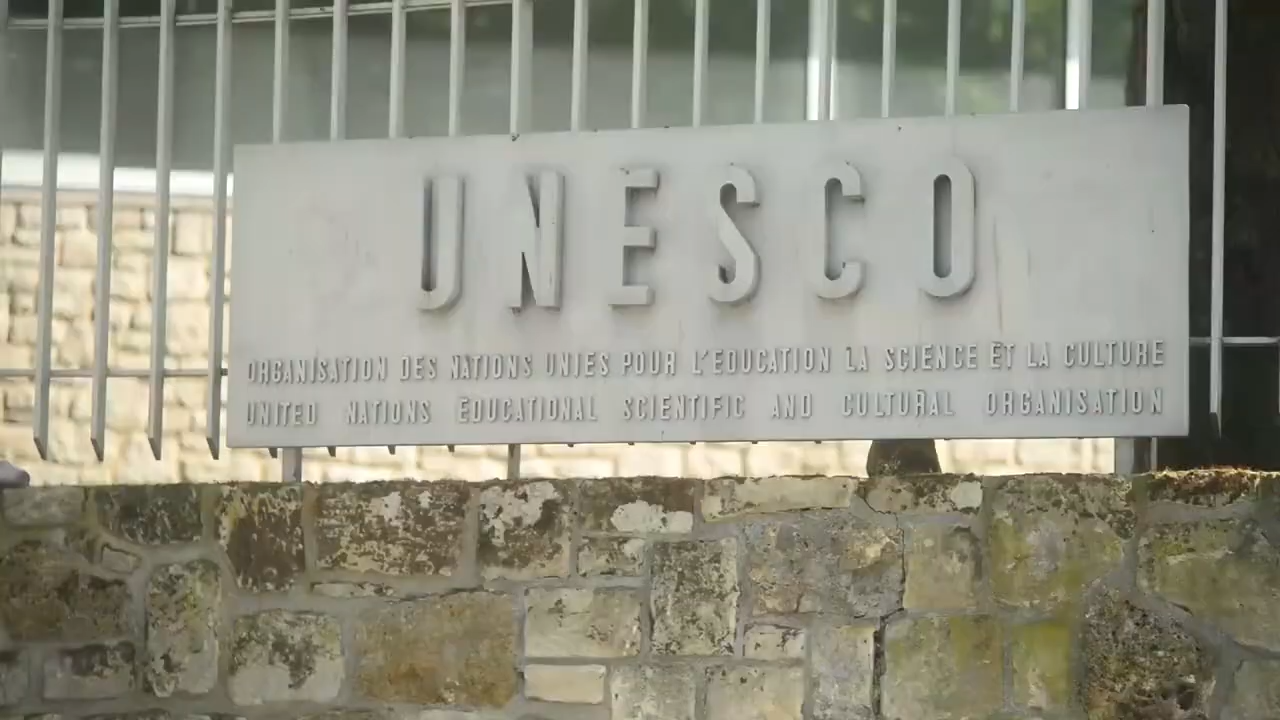 UNESCO
ORGANISATION DES NATIONS UNIES POUR L'EDUCATION LA SCIENCE ET LA CULTURE
UNITED NATIONS EDUCATIONAL SCIENTIFIC AND CULTURAL ORGANISATION